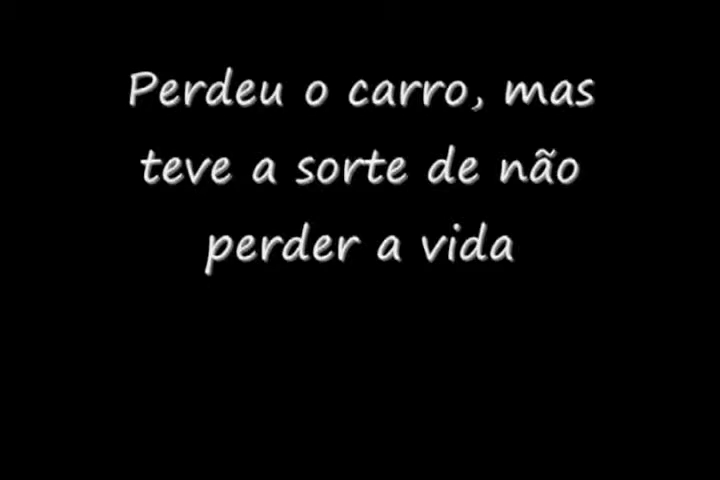 Perdeu o carro, mas
teve a sorte de não
perder a vida